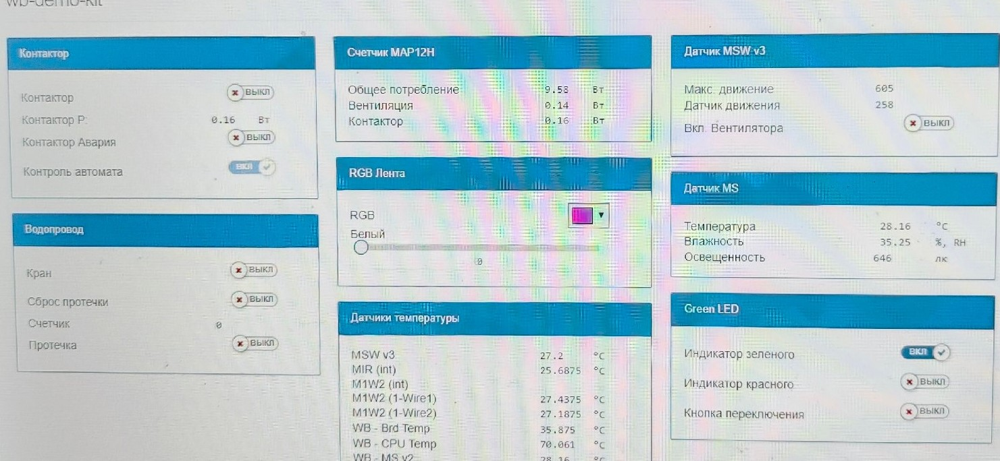 wb-demo-kit
Контактор
Контактор ВЫКЛ
Контактор P: 0.16 Вт
Контактор Авария ВЫКЛ
Контроль автомата ВКЛ
Водопровод
Кран ВЫКЛ
Сброс протечки ВЫКЛ
Счетчик 0
Протечка ВЫКЛ
Счетчик MAP12H
Общее потребление 9.58 Вт
Вентиляция 0.14 Вт
Контактор 0.16 Вт
RGB Лента
RGB
Белый
0
Датчики температуры
MSW v3 27.2 °C
MIR (int) 25.6875 °C
M1W2 (int)
M1W2 (1-Wire1) 27.4375 °C
M1W2 (1-Wire2) 27.1875 °C
WB - Brd Temp 35.875 °C
WB - CPU Temp 70.061 °C
WB - MS v2 28.16 °C
Датчик MSW v3
Макс. движение 605
Датчик движения 258
Вкл. Вентилятора ВЫКЛ
Датчик MS
Температура 28.16 °C
Влажность 35.25 %, RH
Освещенность 646 лк
Green LED
Индикатор зеленого ВКЛ
Индикатор красного ВЫКЛ
Кнопка переключения ВЫКЛ